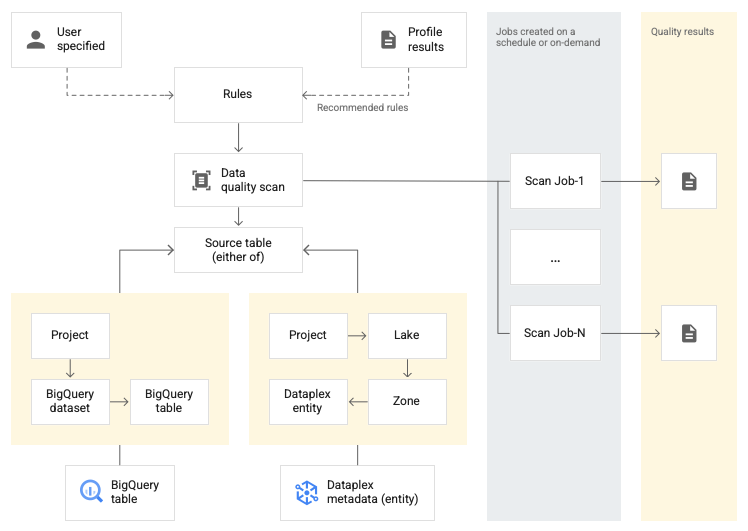 User
specified
Profile
results
Jobs created on a
schedule or on-demand
Quality results
Rules
Recommended rules
Data
quality scan
Scan Job-1
Source table
(either of)
...
Project
Project
Lake
Scan Job-N
BigQuery
dataset
BigQuery
table
Dataplex
entity
Zone
BigQuery
table
Dataplex
metadata (entity)